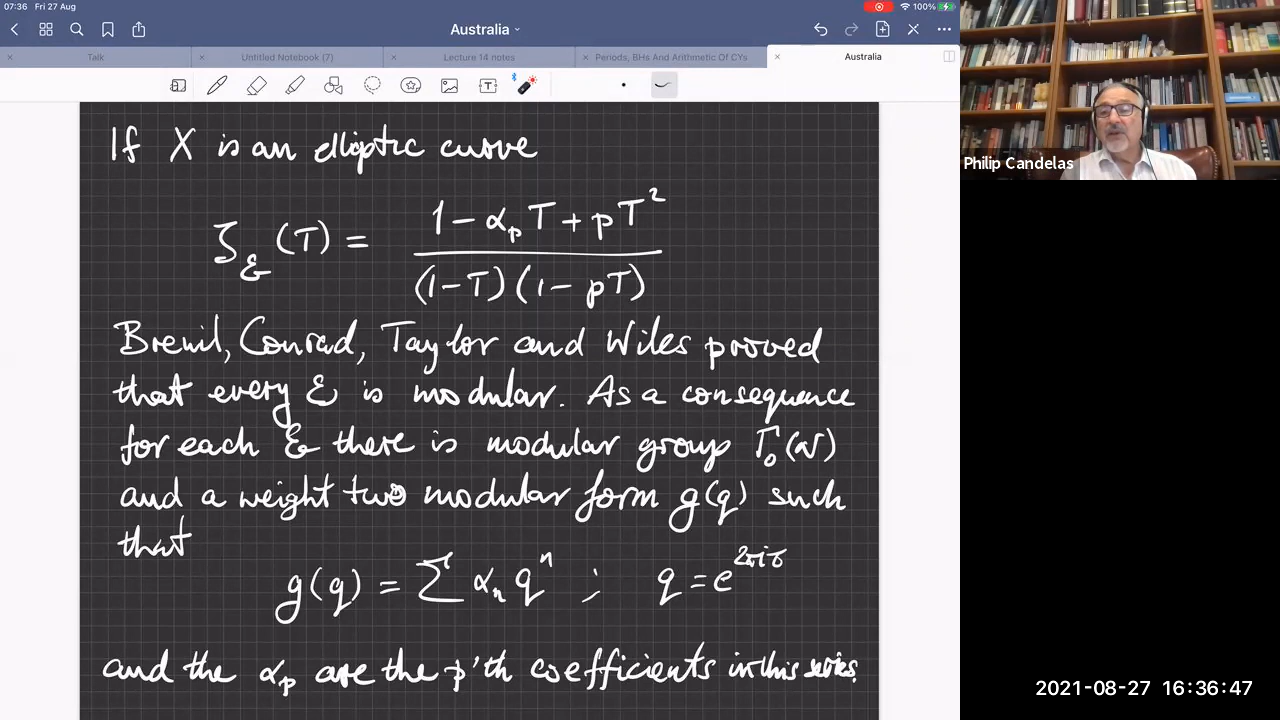 07:36 Fri 27 Aug
100%
Australia
Talk
Untitled Notebook (7)
Lecture 14 notes
Periods, BHs And Arithmetic Of CYs
Australia
If X is an elliptic curve
ζ_ℰ(T) = (1 − α_p T + pT²) / ((1−T)(1−pT))
Breuil, Conrad, Taylor and Wiles proved
that every ℰ is modular. As a consequence
for each ℰ there is modular group Γ₀(N)
and a weight two modular form g(q) such
that
g(q) = Σ α_n qⁿ ; q = e^{2πiτ}
and the α_p are the p'th coefficients in this series.
Philip Candelas
2021-08-27 16:36:47